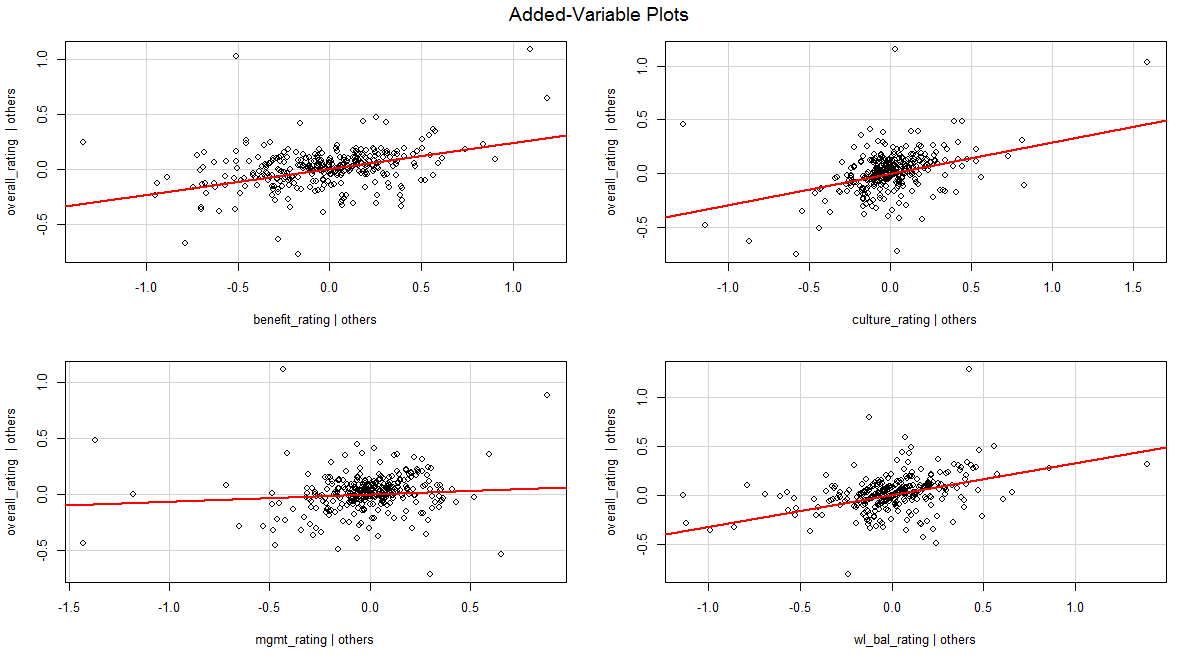 Added-Variable Plots
overall_rating | others
1.0
0.5
0.0
-0.5
-1.0 -0.5 0.0 0.5 1.0
benefit_rating | others
overall_rating | others
1.0
0.5
0.0
-0.5
-1.0 -0.5 0.0 0.5 1.0 1.5
culture_rating | others
overall_rating | others
1.0
0.5
0.0
-0.5
-1.5 -1.0 -0.5 0.0 0.5
mgmt_rating | others
overall_rating | others
1.0
0.5
0.0
-0.5
-1.0 -0.5 0.0 0.5 1.0
wl_bal_rating | others